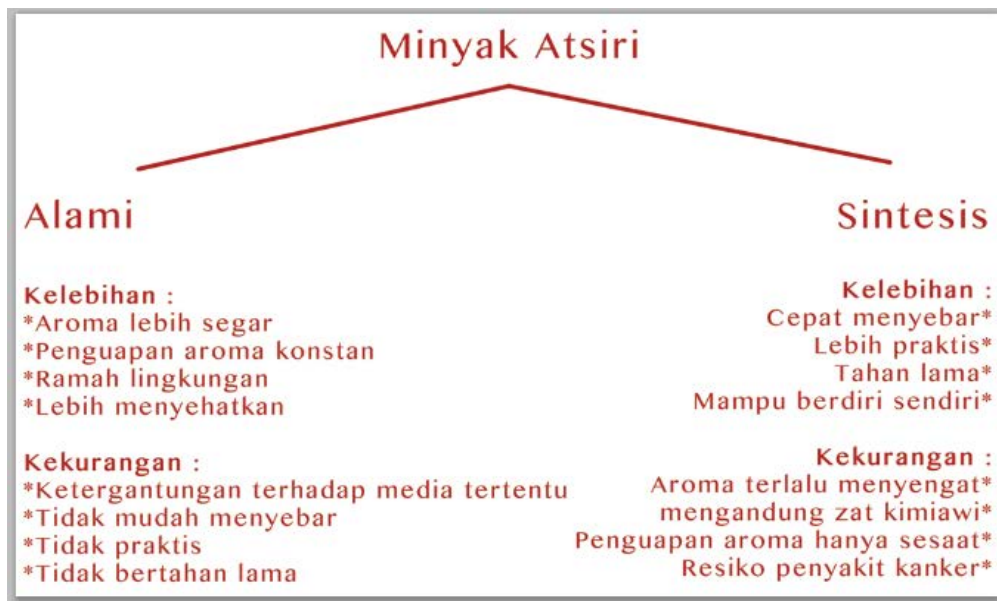 Minyak Atsiri
Alami
Kelebihan :
*Aroma lebih segar
*Penguapan aroma konstan
*Ramah lingkungan
*Lebih menyehatkan
Kekurangan :
*Ketergantungan terhadap media tertentu
*Tidak mudah menyebar
*Tidak praktis
*Tidak bertahan lama
Sintesis
Kelebihan :
Cepat menyebar*
Lebih praktis*
Tahan lama*
Mampu berdiri sendiri*
Kekurangan :
Aroma terlalu menyengat*
mengandung zat kimiawi*
Penguapan aroma hanya sesaat*
Resiko penyakit kanker*